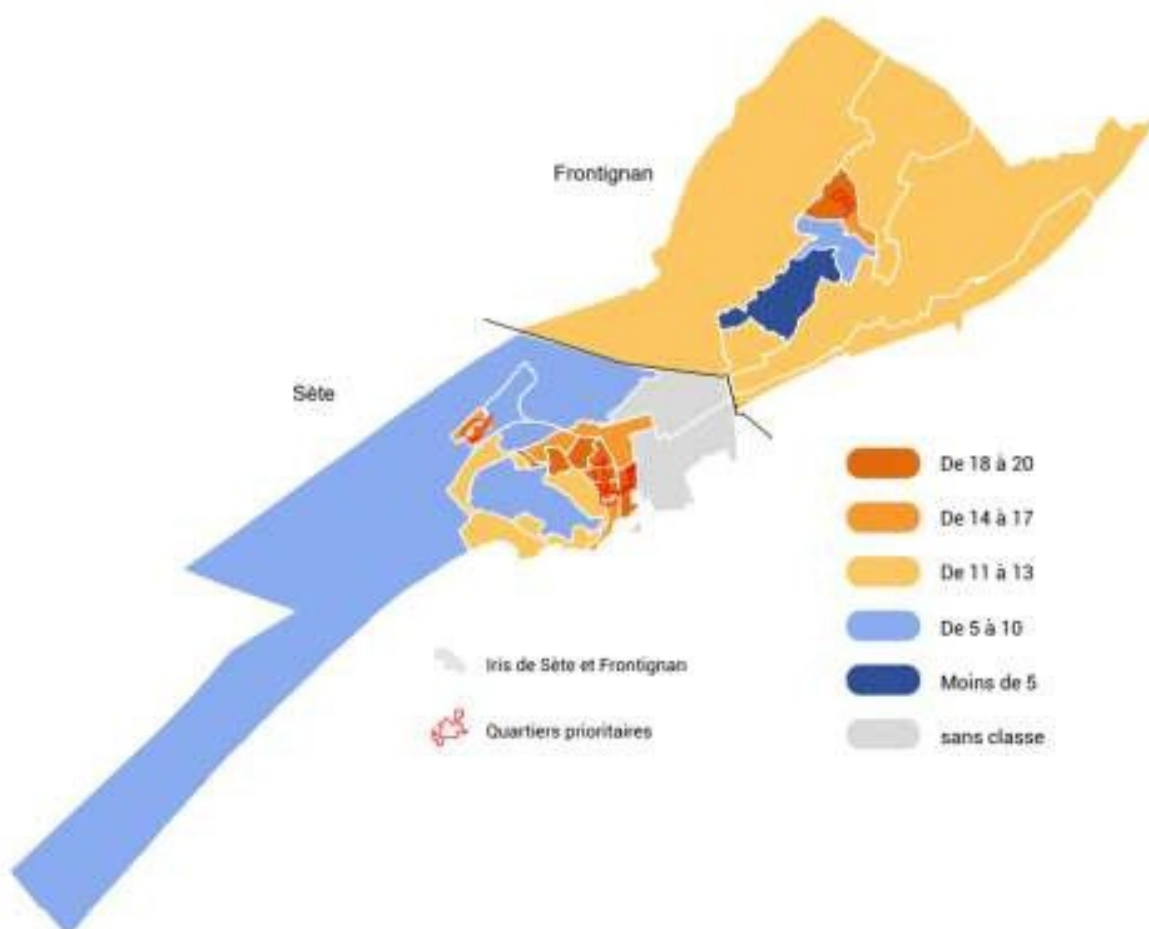 Frontignan
Sète
De 18 à 20
De 14 à 17
De 11 à 13
De 5 à 10
Iris de Sète et Frontignan
Moins de 5
Quartiers prioritaires
sans classe